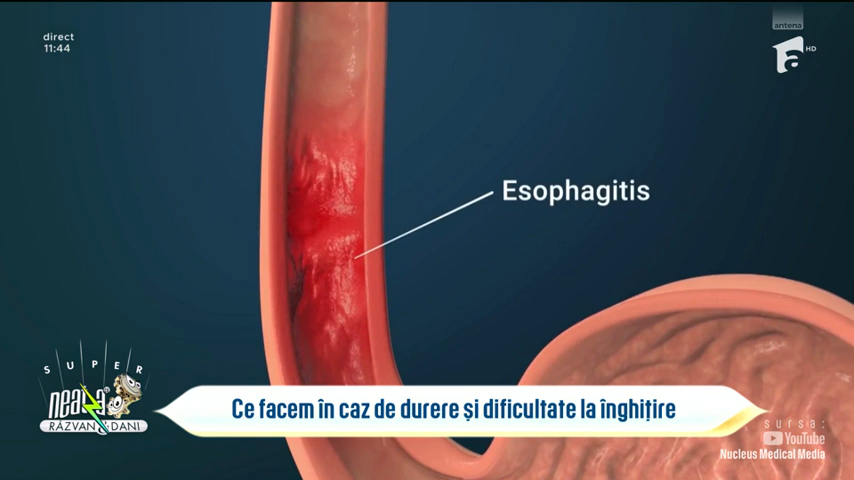 direct
11:44
antena
a
HD
Esophagitis
SUPER
neatza
RĂZVAN & DANI
Ce facem în caz de durere și dificultate la înghițire
sursa:
YouTube
Nucleus Medical Media